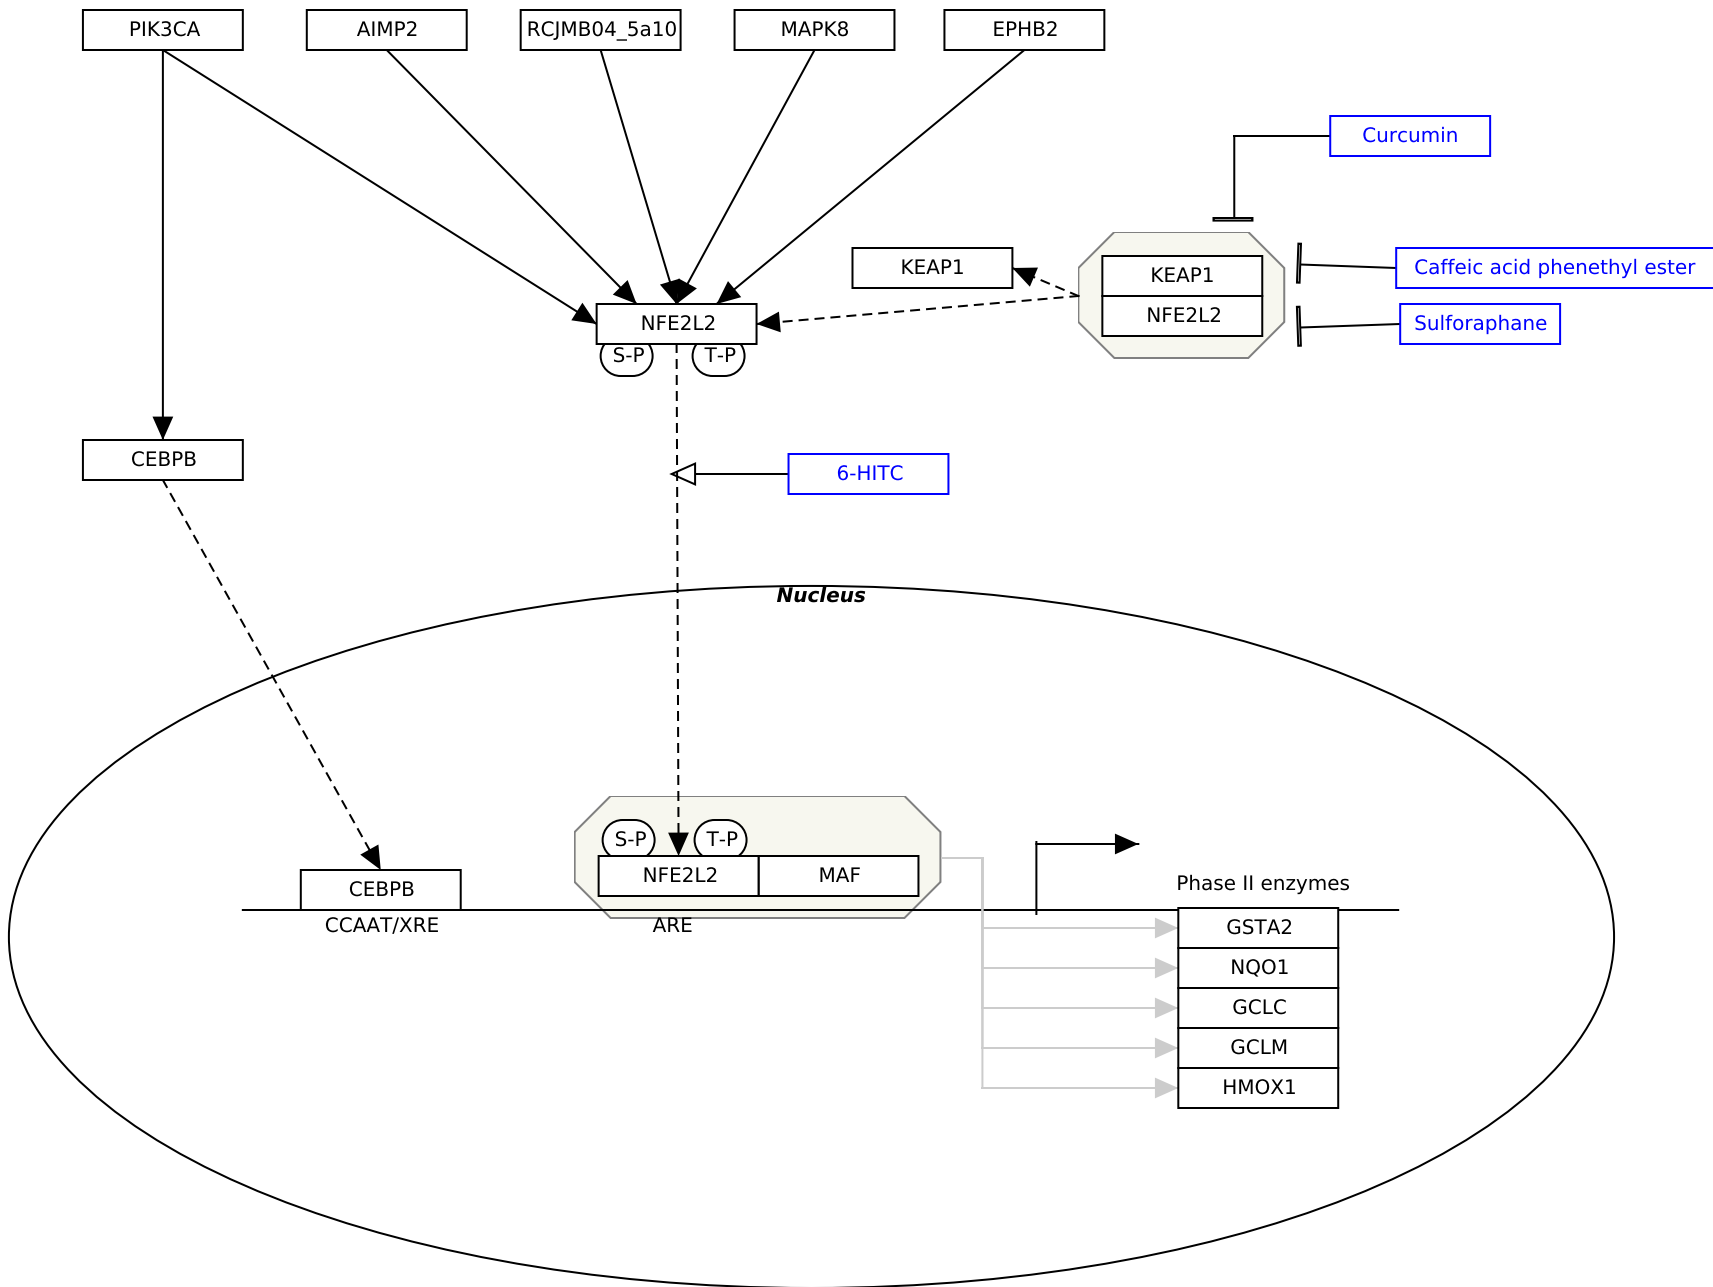 PIK3CA
AIMP2
RCJMB04_5a10
MAPK8
EPHB2
Curcumin
KEAP1
KEAP1
Caffeic acid phenethyl ester
NFE2L2
NFE2L2
Sulforaphane
S-P
T-P
CEBPB
6-HITC
Nucleus
S-P
T-P
NFE2L2
MAF
CEBPB
Phase II enzymes
CCAAT/XRE
ARE
GSTA2
NQO1
GCLC
GCLM
HMOX1